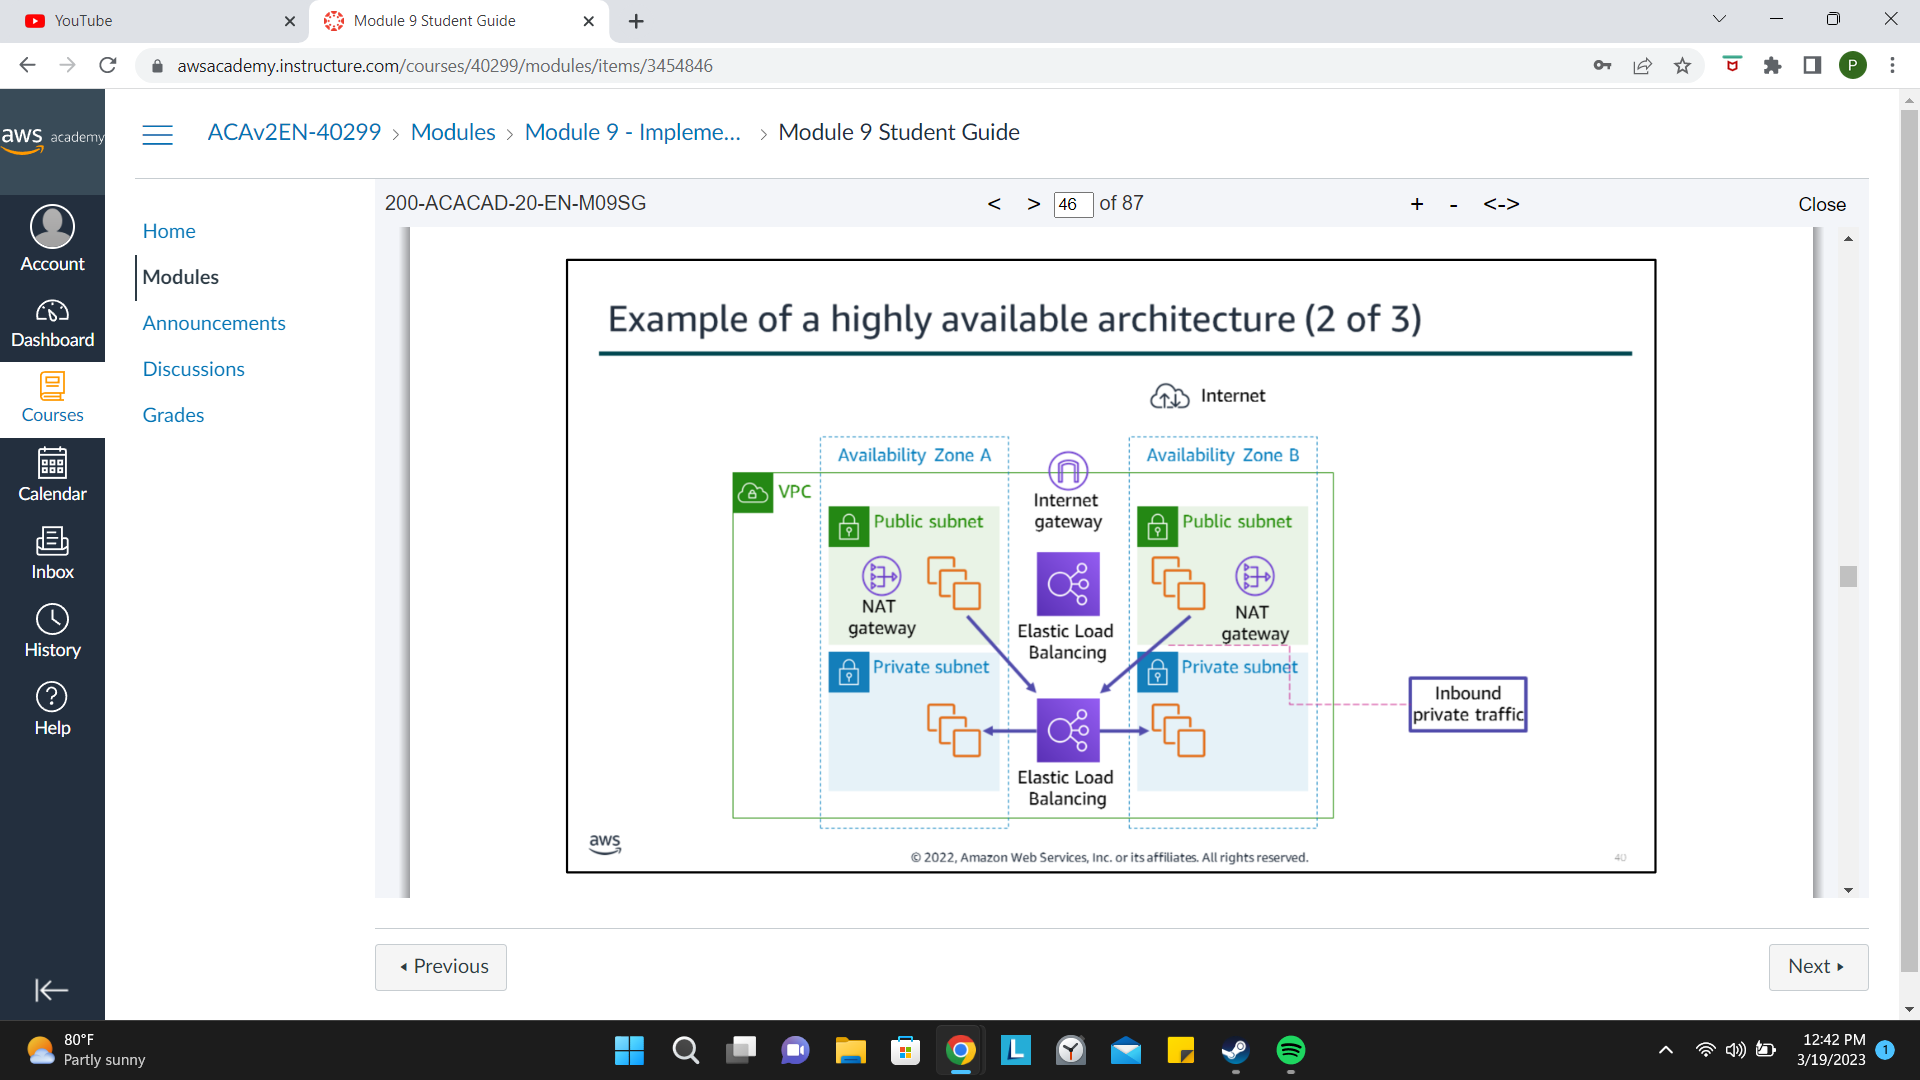 YouTube
Module 9 Student Guide
awsacademy.instructure.com/courses/40299/modules/items/3454846
P
aws academy
ACAv2EN-40299 > Modules > Module 9 - Impleme... > Module 9 Student Guide
Account
Dashboard
Courses
Calendar
Inbox
History
Help
Home
Modules
Announcements
Discussions
Grades
200-ACACAD-20-EN-M09SG
< > 46 of 87
+ - <->
Close
Example of a highly available architecture (2 of 3)
Internet
Availability Zone A
Availability Zone B
VPC
Internet
gateway
Public subnet
Public subnet
NAT
gateway
NAT
gateway
Elastic Load
Balancing
Private subnet
Private subnet
Inbound
private traffic
Elastic Load
Balancing
aws
© 2022, Amazon Web Services, Inc. or its affiliates. All rights reserved.
40
Previous
Next
80°F
Partly sunny
L
12:42 PM
3/19/2023
1